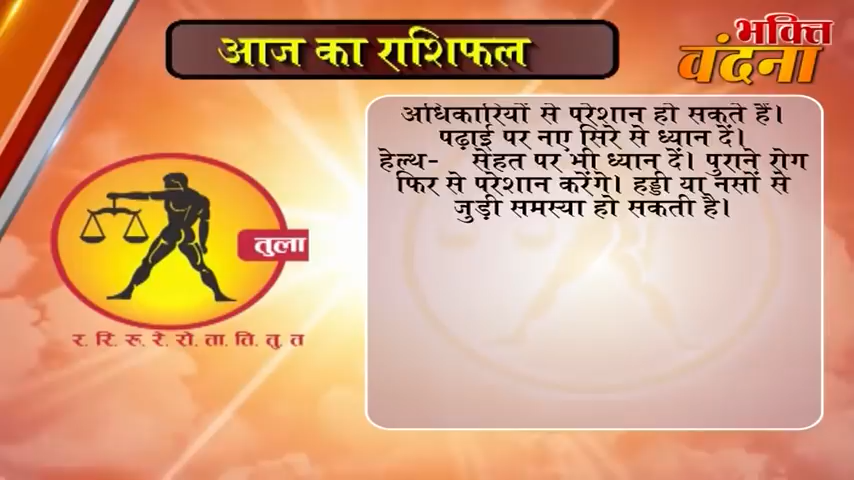 आज का राशिफल
भक्ति
वंदना
अधिकारियों से परेशान हो सकते हैं।
पढ़ाई पर नए सिरे से ध्यान दें।
हेल्थ- सेहत पर भी ध्यान दें। पुराने रोग
फिर से परेशान करेंगे। हड्डी या नसों से
जुड़ी समस्या हो सकती है।
तुला
र. रि. रू. रे. रो. ता. ति. तु. त